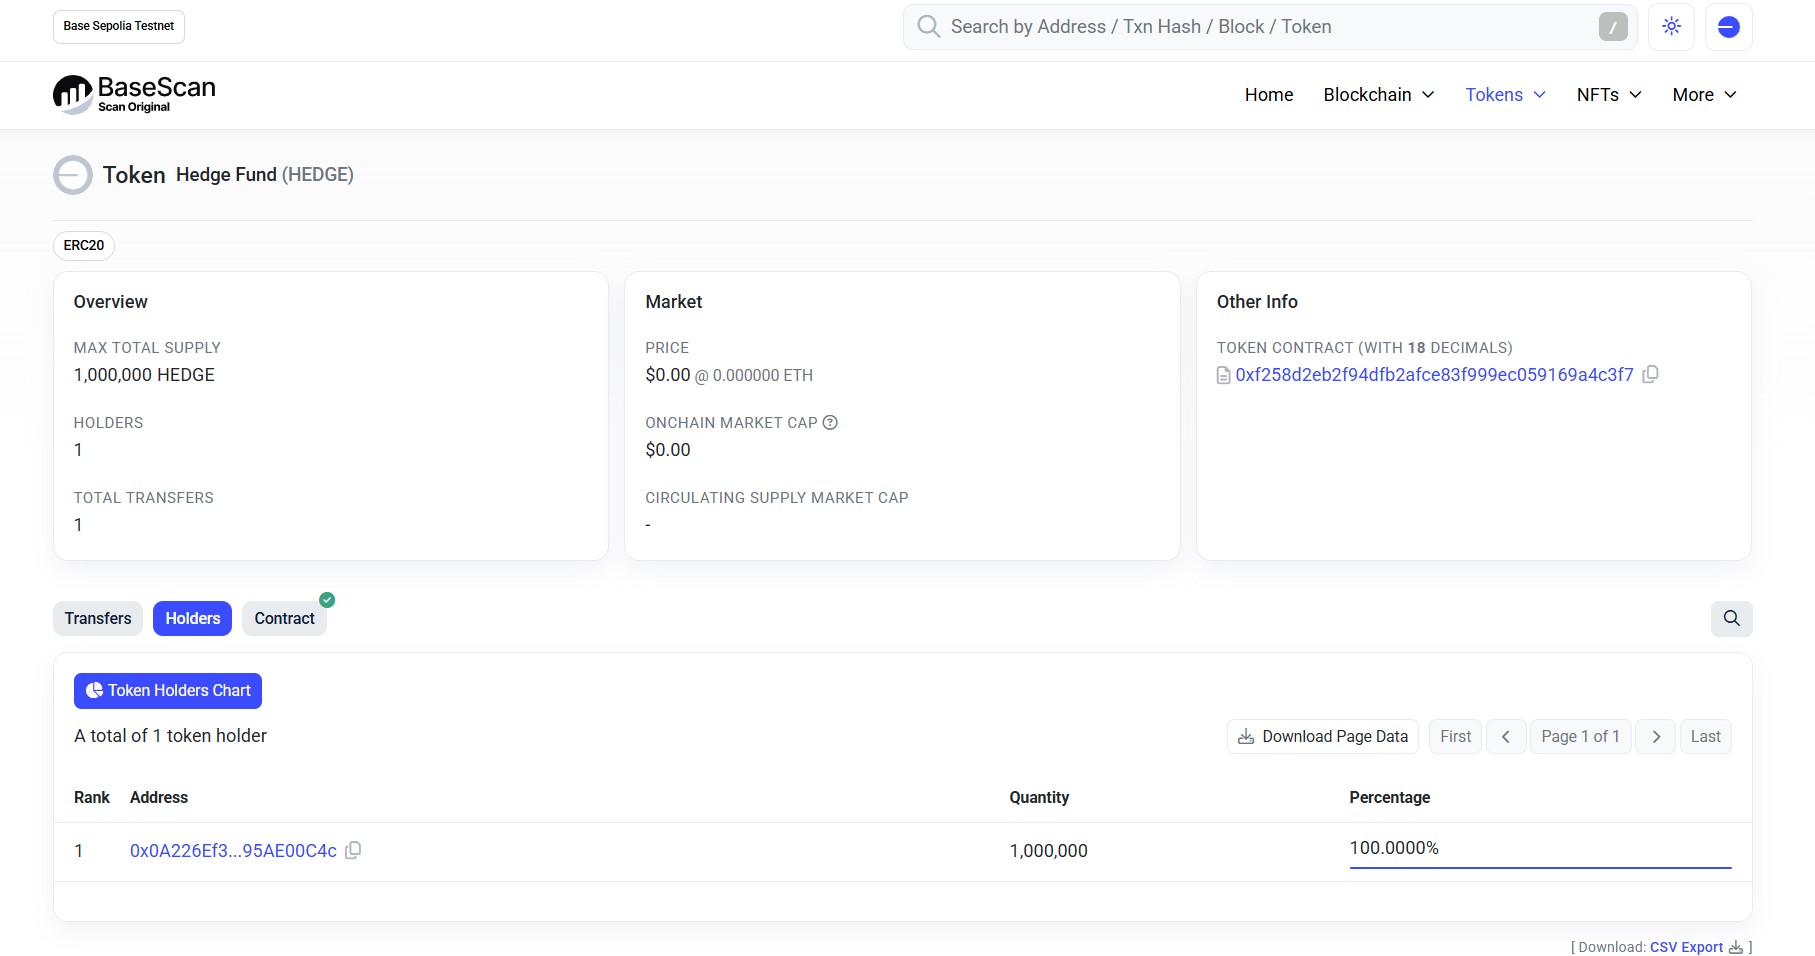 Base Sepolia Testnet
Search by Address / Txn Hash / Block / Token
/
BaseScan
Scan Original
Home
Blockchain
Tokens
NFTs
More
Token Hedge Fund (HEDGE)
ERC20
Overview
MAX TOTAL SUPPLY
1,000,000 HEDGE
HOLDERS
1
TOTAL TRANSFERS
1
Market
PRICE
$0.00 @ 0.000000 ETH
ONCHAIN MARKET CAP
$0.00
CIRCULATING SUPPLY MARKET CAP
-
Other Info
TOKEN CONTRACT (WITH 18 DECIMALS)
0xf258d2eb2f94dfb2afce83f999ec059169a4c3f7
Transfers
Holders
Contract
Token Holders Chart
A total of 1 token holder
Download Page Data
First
Page 1 of 1
Last
Rank Address Quantity Percentage
1 0x0A226Ef3...95AE00C4c 1,000,000 100.0000%
[ Download: CSV Export ]